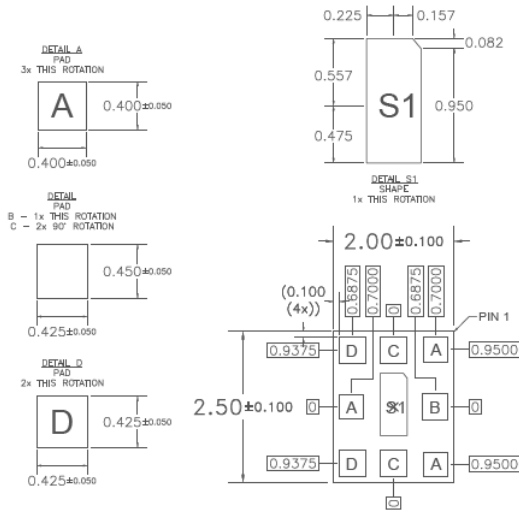 0.225 0.157
0.082
DETAIL A
PAD
3x THIS ROTATION
A
0.400±0.050
0.400±0.050
0.557
S1
0.950
0.475
DETAIL S1
SHAPE
1x THIS ROTATION
DETAIL
PAD
B – 1x THIS ROTATION
C – 2x 90° ROTATION
0.450±0.050
0.425±0.050
2.00±0.100
(0.100
(4x))
0.6875
0.7000
0
0.6875
0.7000
PIN 1
0.9375 D C A 0.9500
DETAIL D
PAD
2x THIS ROTATION
D
0.425±0.050
0.425±0.050
2.50±0.100 0 A S1 B 0
0.9375 D C A 0.9500
0